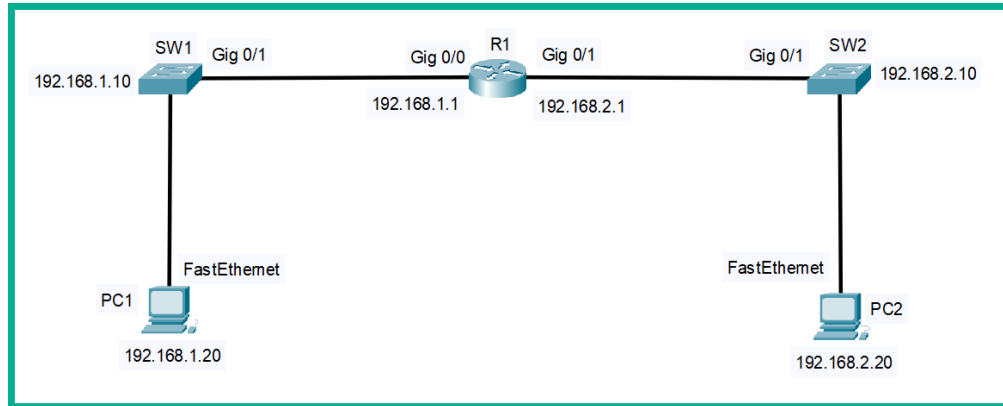 SW1
Gig 0/1
192.168.1.10
Gig 0/0
R1
Gig 0/1
192.168.1.1
192.168.2.1
Gig 0/1
SW2
192.168.2.10
FastEthernet
PC1
192.168.1.20
FastEthernet
PC2
192.168.2.20